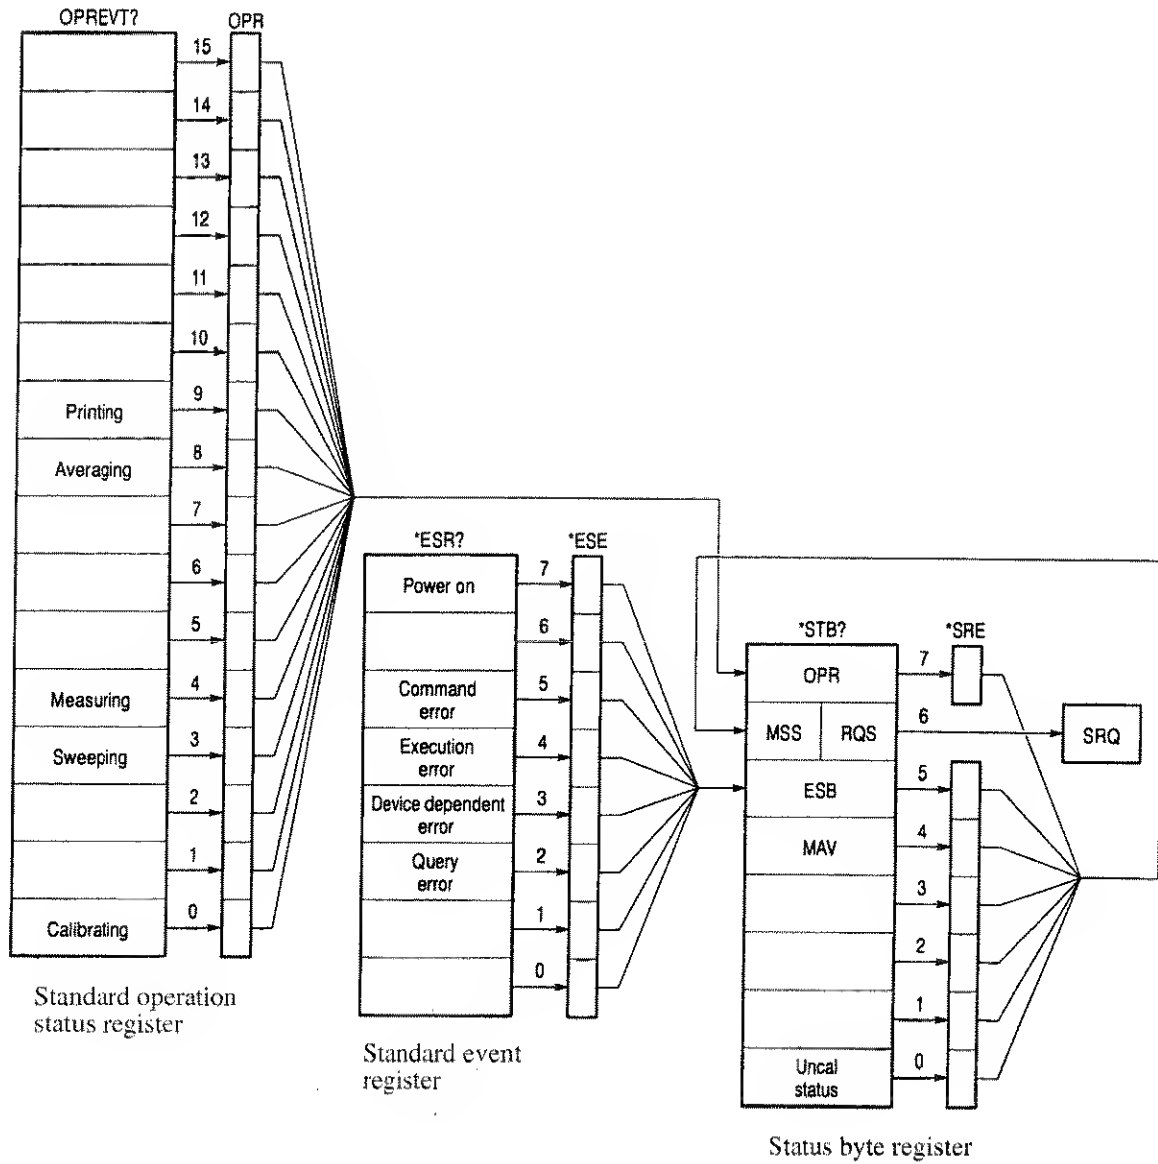 OPREVT?
OPR
15
14
13
12
11
10
Printing
9
Averaging
8
7
6
5
Measuring
4
Sweeping
3
2
1
Calibrating
0
Standard operation
status register
*ESR?
*ESE
Power on
7
6
Command
error
5
Execution
error
4
Device dependent
error
3
Query
error
2
1
0
Standard event
register
*STB?
*SRE
OPR
7
MSS
RQS
6
SRQ
ESB
5
MAV
4
3
2
1
Uncal
status
0
Status byte register